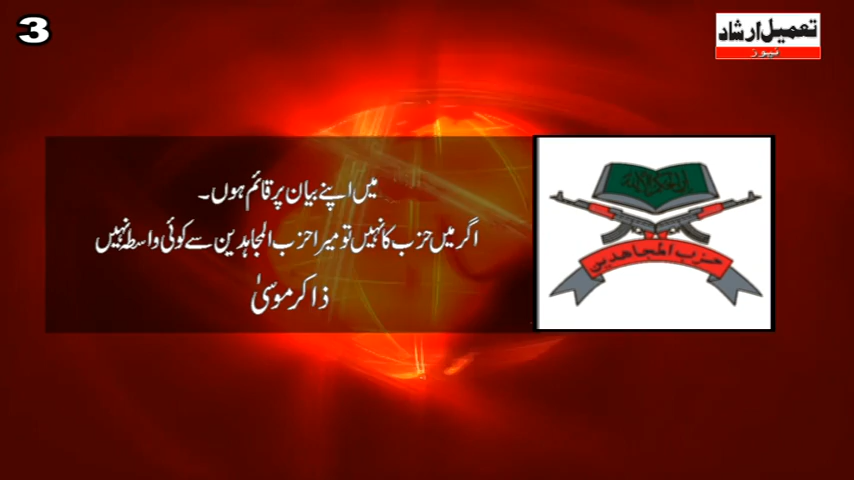 3
تعمیل ارشاد
نیوز
میں اپنے بیان پر قائم ہوں۔
اگر میں حزب کا نہیں تو میرا حزب المجاہدین سے کوئی واسطہ نہیں
ذاکر موسیٰ
حزب المجاهدين